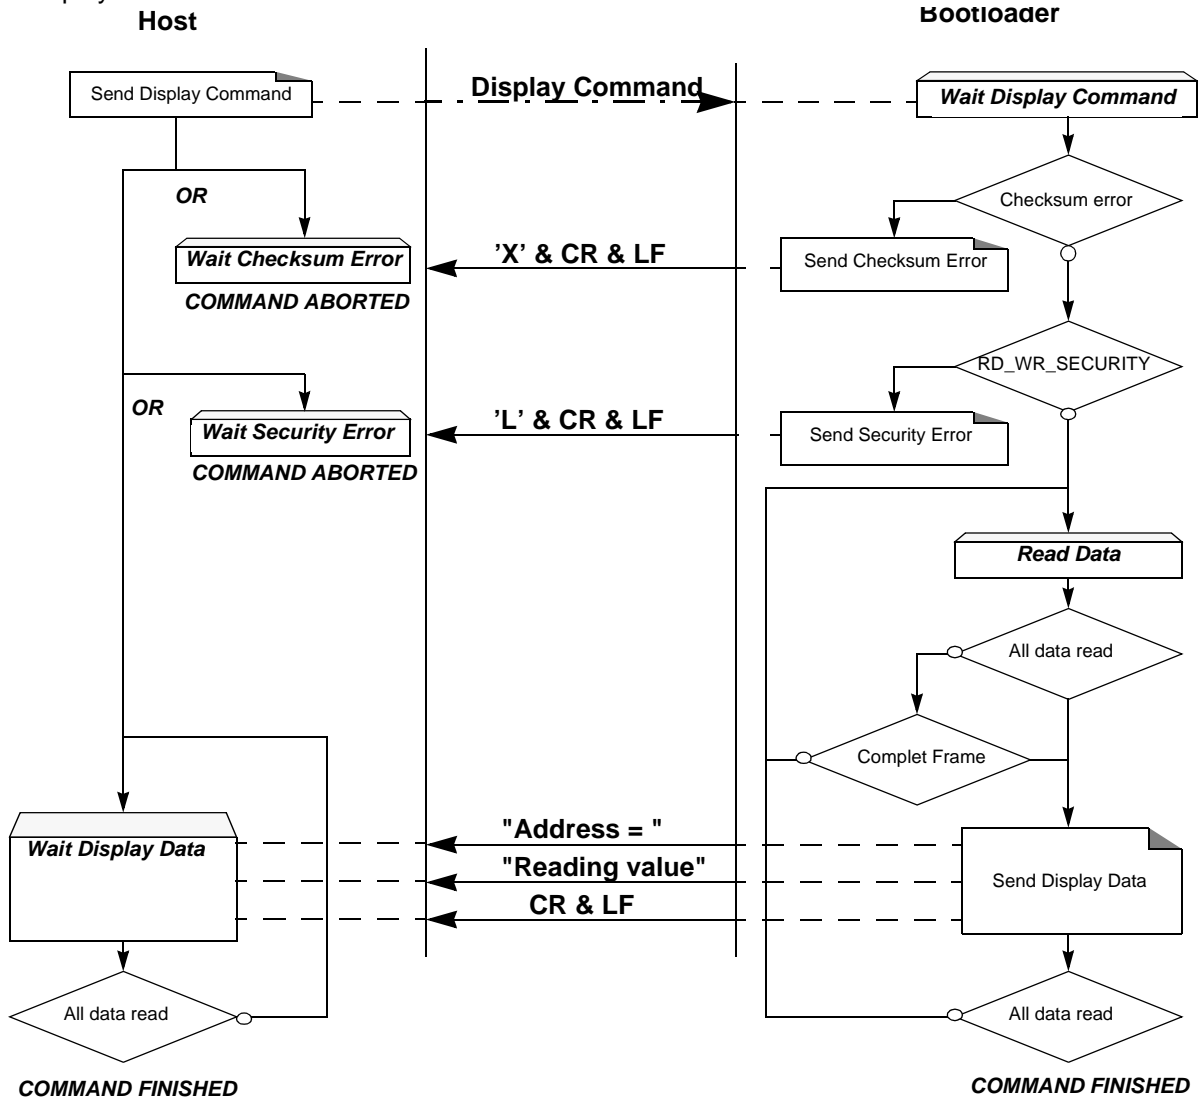 Host
Bootloader
Send Display Command
Display Command
Wait Display Command
OR
Checksum error
Wait Checksum Error
'X' & CR & LF
Send Checksum Error
COMMAND ABORTED
RD_WR_SECURITY
OR
Wait Security Error
'L' & CR & LF
Send Security Error
COMMAND ABORTED
Read Data
All data read
Complet Frame
"Address = "
Wait Display Data
"Reading value"
Send Display Data
CR & LF
All data read
All data read
COMMAND FINISHED
COMMAND FINISHED